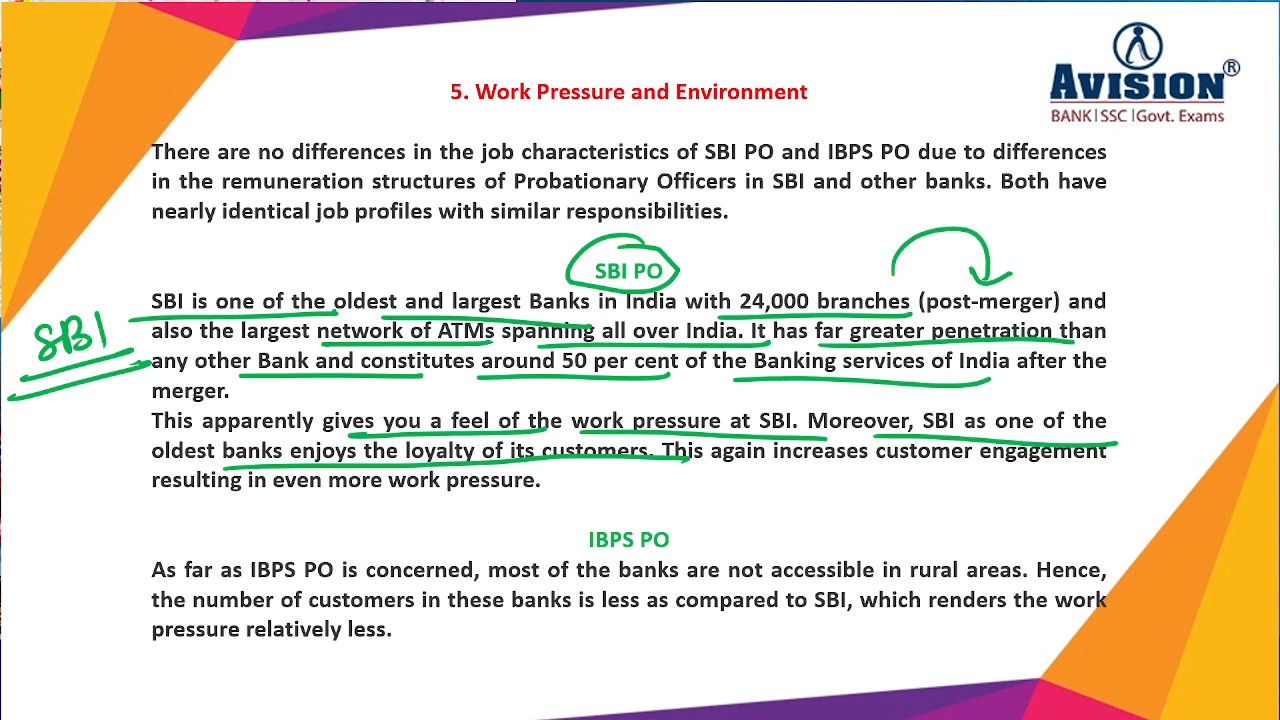 AVISION®
BANK|SSC|Govt. Exams
5. Work Pressure and Environment
There are no differences in the job characteristics of SBI PO and IBPS PO due to differences
in the remuneration structures of Probationary Officers in SBI and other banks. Both have
nearly identical job profiles with similar responsibilities.
SBI PO
SBI is one of the oldest and largest Banks in India with 24,000 branches (post-merger) and
also the largest network of ATMs spanning all over India. It has far greater penetration than
any other Bank and constitutes around 50 per cent of the Banking services of India after the
merger.
SBI
This apparently gives you a feel of the work pressure at SBI. Moreover, SBI as one of the
oldest banks enjoys the loyalty of its customers. This again increases customer engagement
resulting in even more work pressure.
IBPS PO
As far as IBPS PO is concerned, most of the banks are not accessible in rural areas. Hence,
the number of customers in these banks is less as compared to SBI, which renders the work
pressure relatively less.